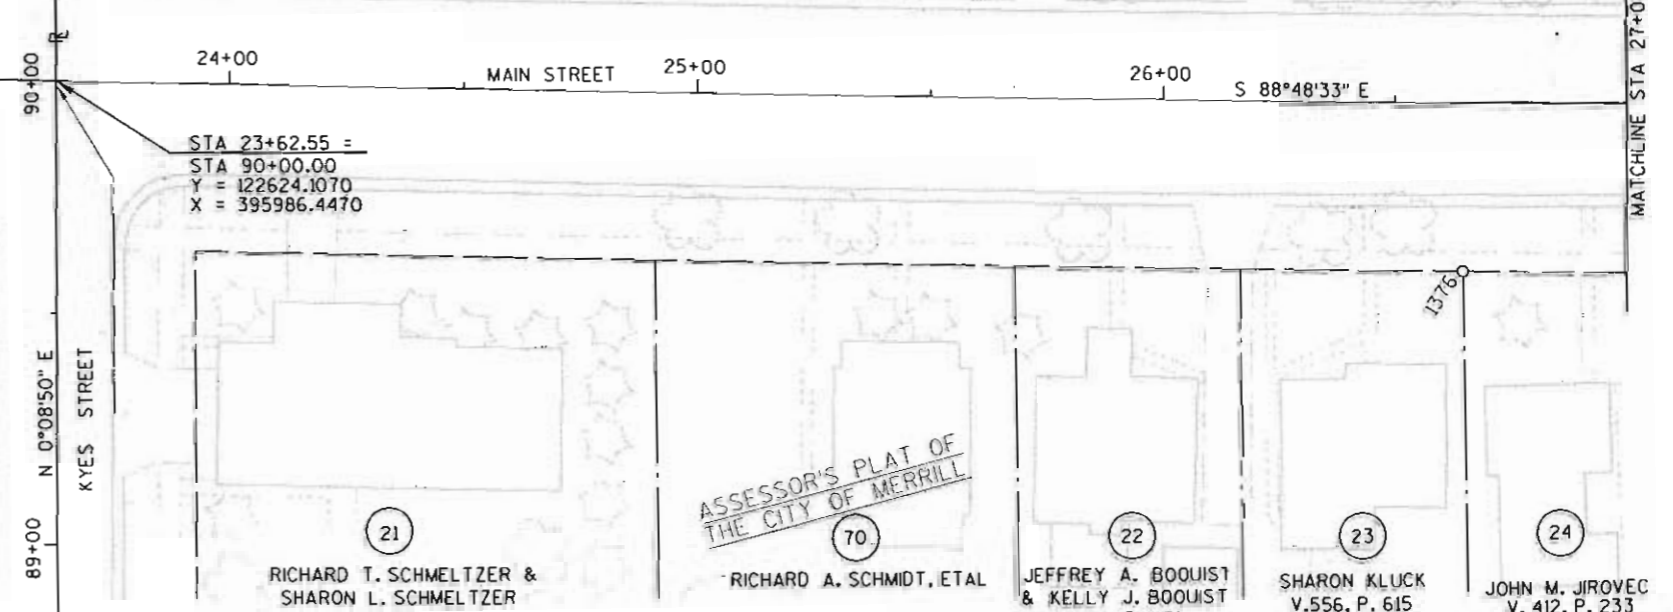 24+00
MAIN STREET
25+00
26+00
S 88°48'33" E
90+00
MATCHLINE STA 27+0
STA 23+62.55 =
STA 90+00.00
Y = 122624.1070
X = 395986.4470
1376
N 0°08'50" E
KYES STREET
89+00
ASSESSOR'S PLAT OF
THE CITY OF MERRILL
21
70
22
23
24
RICHARD T. SCHMELTZER &
SHARON L. SCHMELTZER
RICHARD A. SCHMIDT, ETAL
JEFFREY A. BOQUIST
& KELLY J. BOQUIST
SHARON KLUCK
V.556, P. 615
JOHN M. JIROVEC
V. 412, P. 233